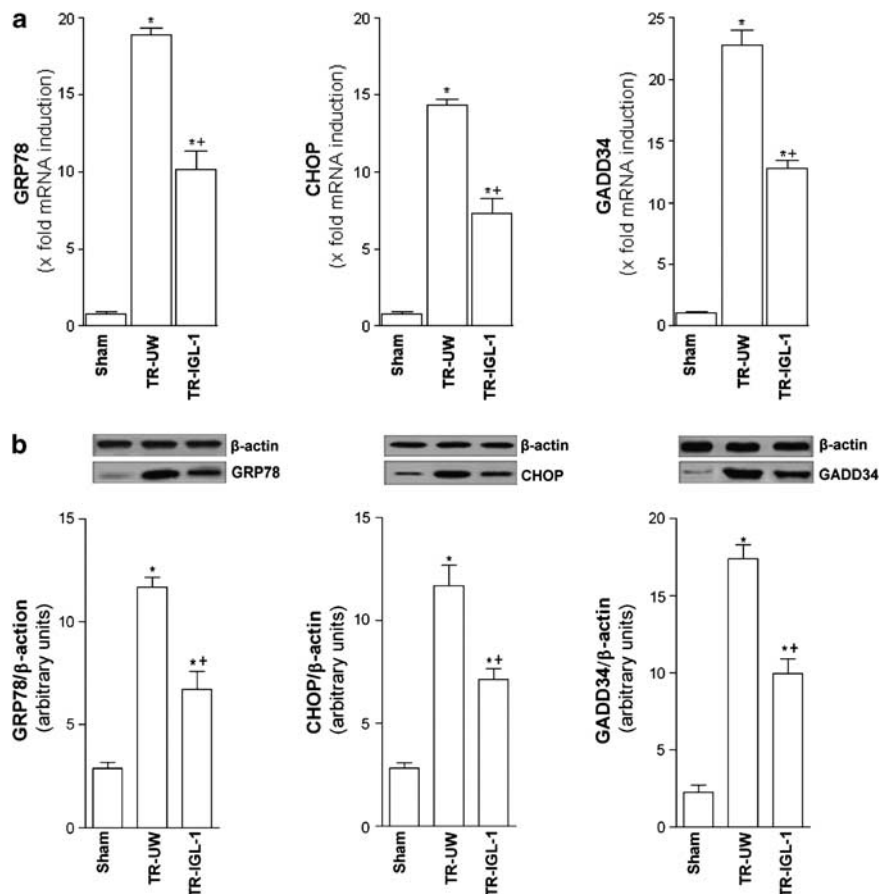 a
GRP78
(x fold mRNA induction)
20
15
10
5
0
*
*+
Sham
TR-UW
TR-IGL-1
CHOP
(x fold mRNA induction)
20
15
10
5
0
*
*+
Sham
TR-UW
TR-IGL-1
GADD34
(x fold mRNA induction)
25
20
15
10
5
0
*
*+
Sham
TR-UW
TR-IGL-1
b
β-actin
GRP78
GRP78/β-action
(arbitrary units)
15
10
5
0
*
*+
Sham
TR-UW
TR-IGL-1
β-actin
CHOP
CHOP/β-actin
(arbitrary units)
15
10
5
0
*
*+
Sham
TR-UW
TR-IGL-1
β-actin
GADD34
GADD34/β-actin
(arbitrary units)
20
15
10
5
0
*
*+
Sham
TR-UW
TR-IGL-1